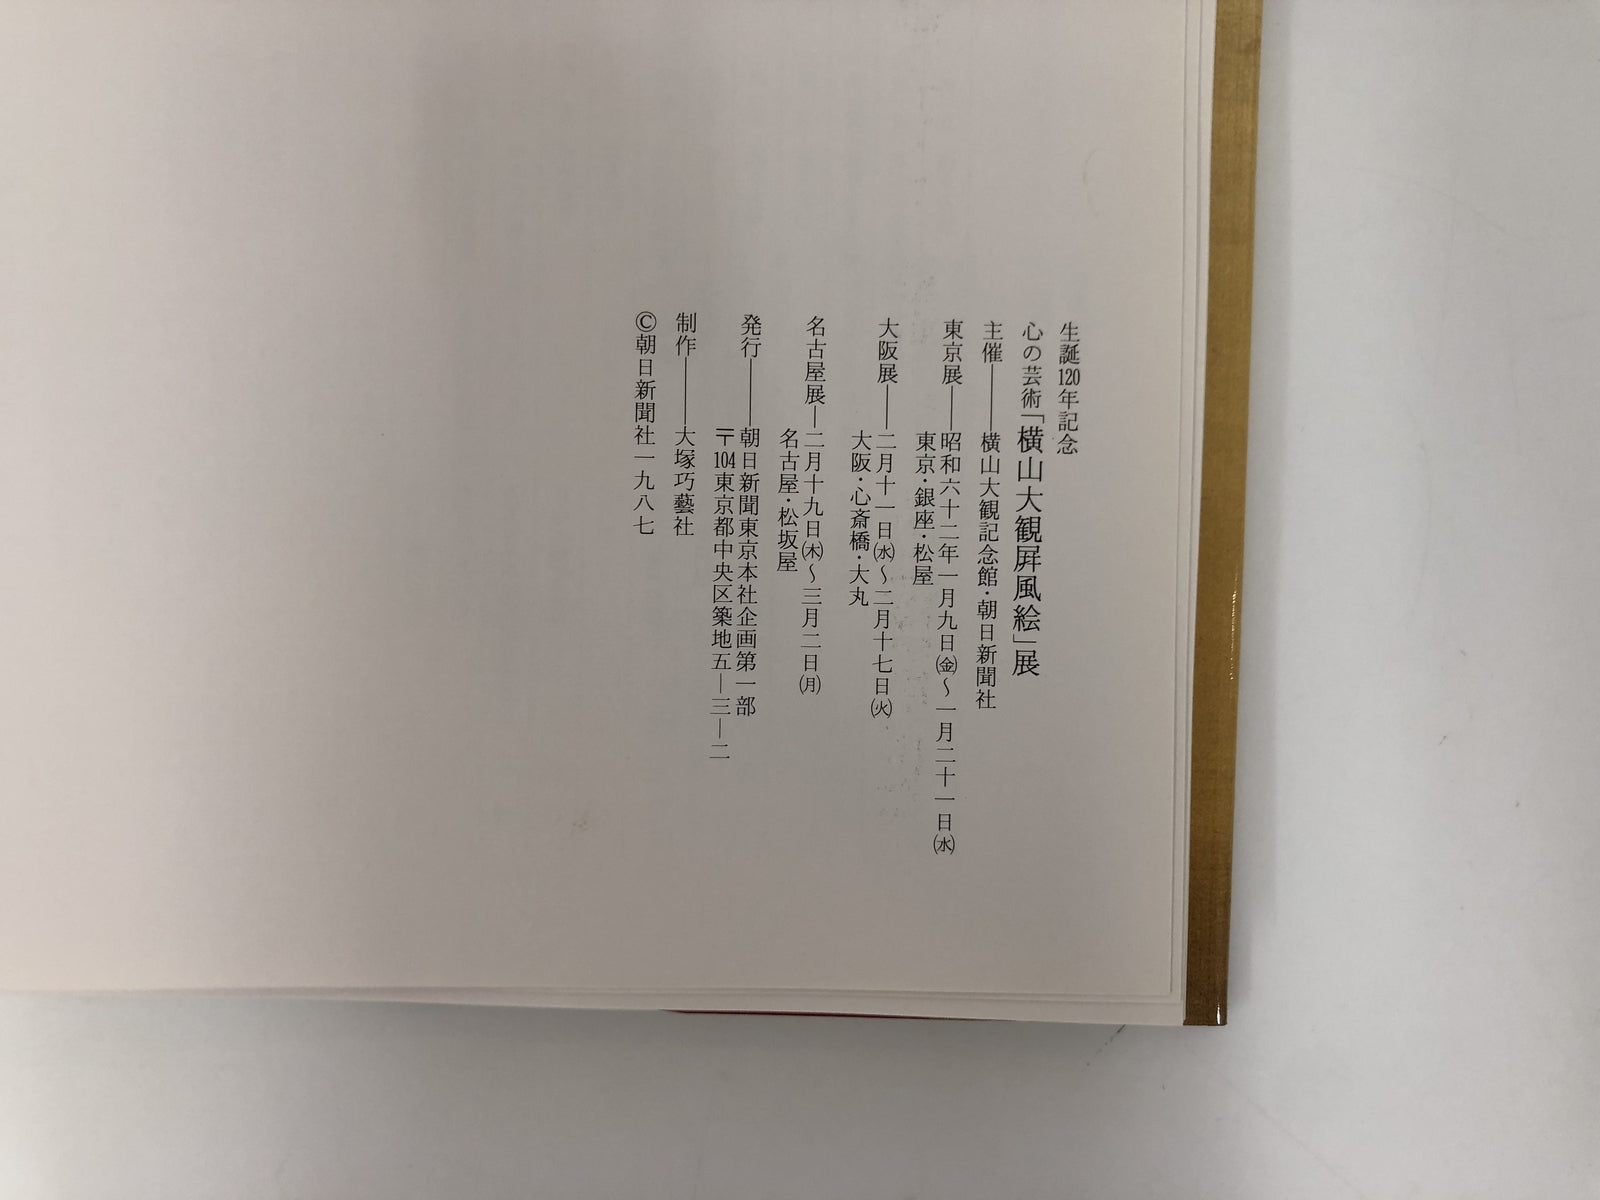 生誕120年記念
心の芸術「横山大観屛風絵」展
主催――横山大観記念館・朝日新聞社
東京展―昭和六十二年一月九日㈮～一月二十一日㈬
東京・銀座・松屋
大阪展――二月十一日㈬～二月十七日㈫
大阪・心斎橋・大丸
名古屋展―二月十九日㈭～三月二日㈪
名古屋・松坂屋
発行――朝日新聞東京本社企画第一部
〒104東京都中央区築地五―三―二
制作――大塚巧藝社
©朝日新聞社一九八七